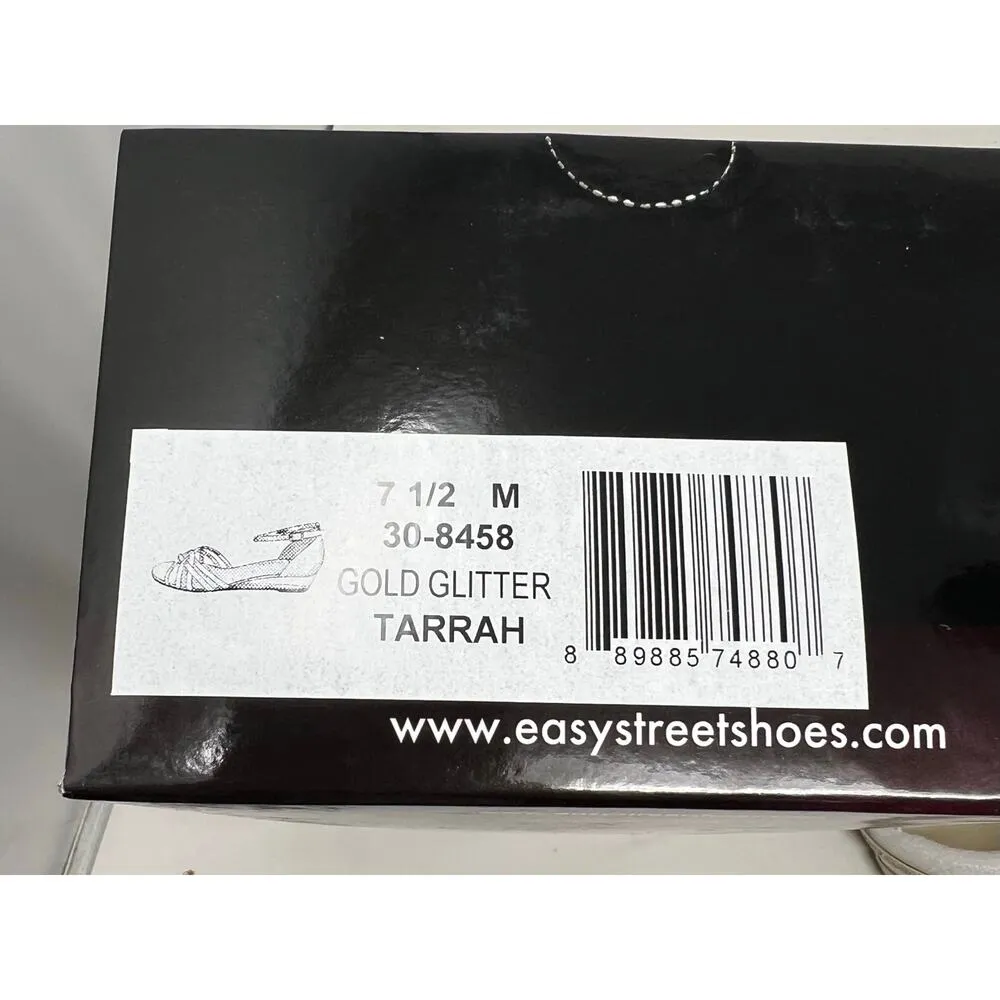 7 1/2 M
30-8458
GOLD GLITTER
TARRAH
8 89885 74880 7
www.easystreetshoes.com